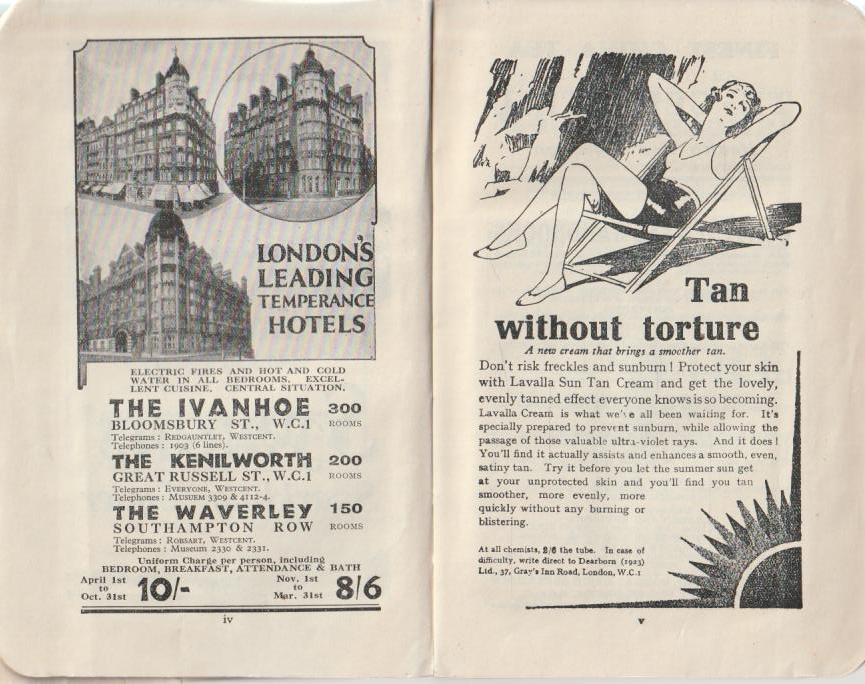 LONDON'S
LEADING
TEMPERANCE
HOTELS
ELECTRIC FIRES AND HOT AND COLD
WATER IN ALL BEDROOMS. EXCEL-
LENT CUISINE. CENTRAL SITUATION.
THE IVANHOE 300
BLOOMSBURY ST., W.C.1 ROOMS
Telegrams : REDGAUNTLET, WESTCENT.
Telephones : 1903 (6 lines).
THE KENILWORTH 200
GREAT RUSSELL ST., W.C.1 ROOMS
Telegrams : EVERYONE, WESTCENT.
Telephones : MUSUEM 3309 & 4112-4.
THE WAVERLEY 150
SOUTHAMPTON ROW ROOMS
Telegrams : ROBSART, WESTCENT.
Telephones : Museum 2330 & 2331.
Uniform Charge per person, including
BEDROOM, BREAKFAST, ATTENDANCE & BATH
April 1st to Oct. 31st 10/- Nov. 1st to Mar. 31st 8/6
iv
Tan
without torture
A new cream that brings a smoother tan.
Don't risk freckles and sunburn ! Protect your skin
with Lavalla Sun Tan Cream and get the lovely,
evenly tanned effect everyone knows is so becoming.
Lavalla Cream is what we've all been waiting for. It's
specially prepared to prevent sunburn, while allowing the
passage of those valuable ultra-violet rays. And it does !
You'll find it actually assists and enhances a smooth, even,
satiny tan. Try it before you let the summer sun get
at your unprotected skin and you'll find you tan
smoother, more evenly, more
quickly without any burning or
blistering.
At all chemists, 2/6 the tube. In case of
difficulty, write direct to Dearborn (1923)
Ltd., 37, Gray's Inn Road, London, W.C.1
v